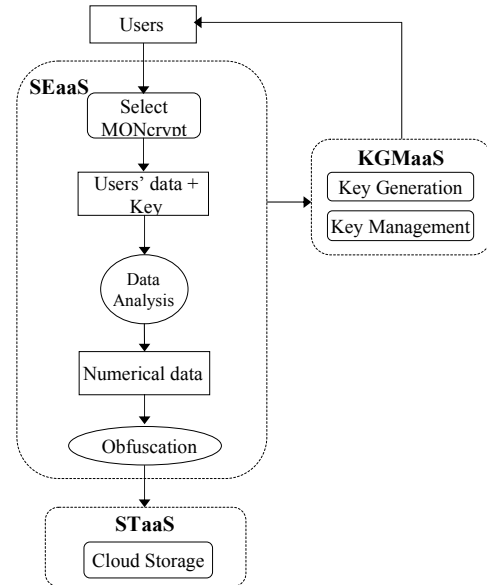 Users
SEaaS
Select
MONcrypt
Users’ data +
Key
Data
Analysis
Numerical data
Obfuscation
KGMaaS
Key Generation
Key Management
STaaS
Cloud Storage